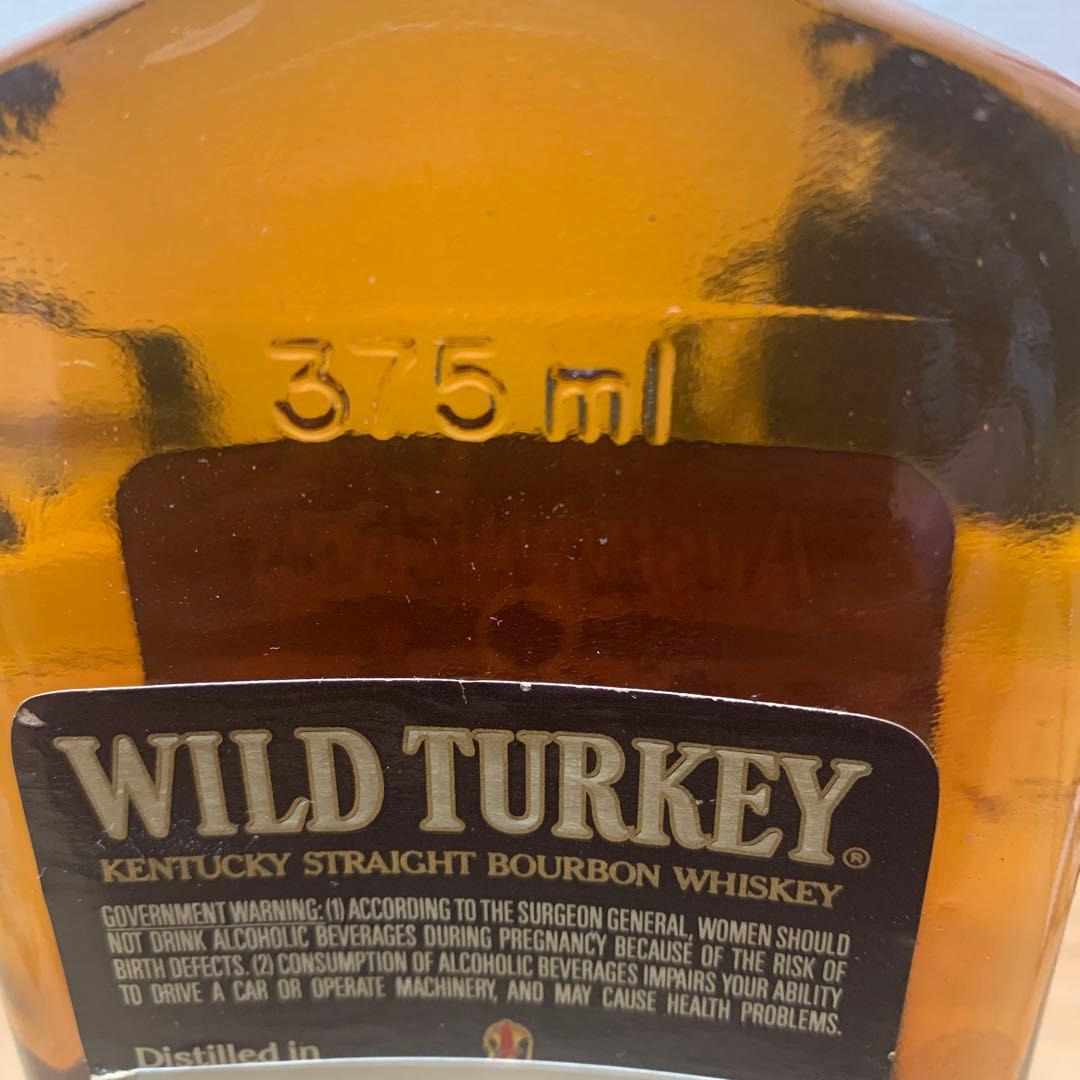 375 ml
WILD TURKEY®
KENTUCKY STRAIGHT BOURBON WHISKEY
GOVERNMENT WARNING: (1) ACCORDING TO THE SURGEON GENERAL, WOMEN SHOULD
NOT DRINK ALCOHOLIC BEVERAGES DURING PREGNANCY BECAUSE OF THE RISK OF
BIRTH DEFECTS. (2) CONSUMPTION OF ALCOHOLIC BEVERAGES IMPAIRS YOUR ABILITY
TO DRIVE A CAR OR OPERATE MACHINERY, AND MAY CAUSE HEALTH PROBLEMS.
Distilled in